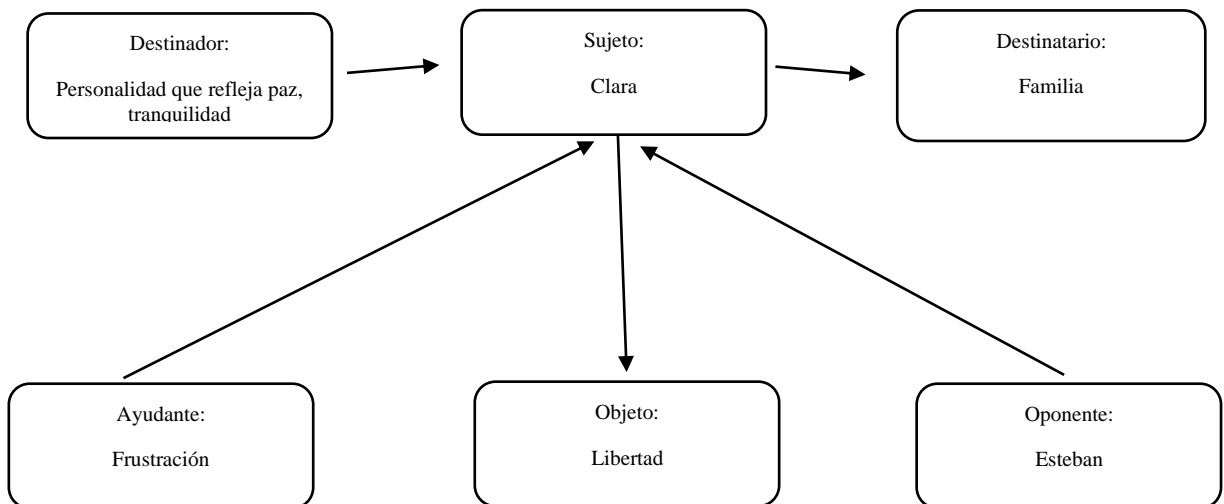 Destinador:
Personalidad que refleja paz,
tranquilidad
Sujeto:
Clara
Destinatario:
Familia
Ayudante:
Frustración
Objeto:
Libertad
Oponente:
Esteban